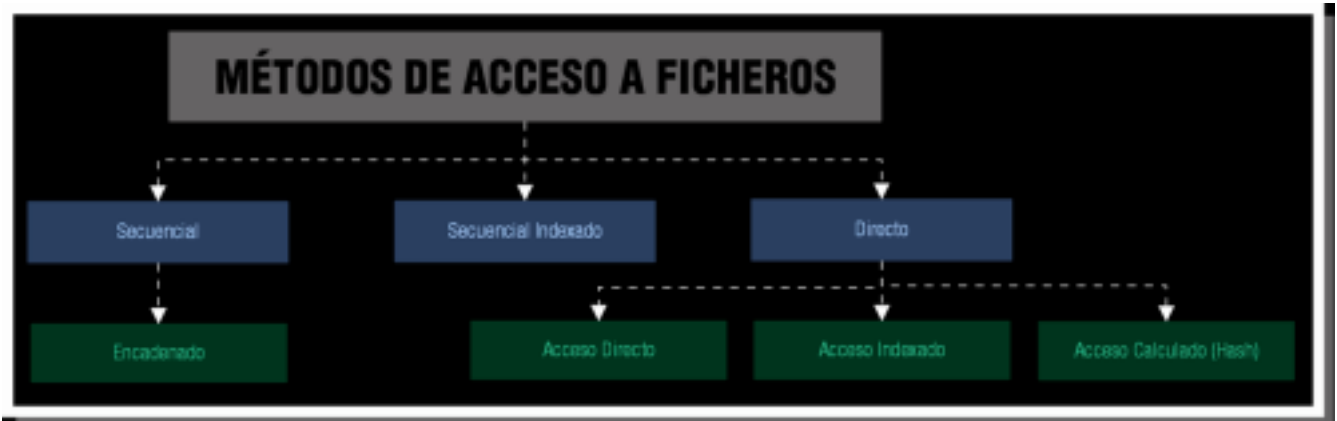 MÉTODOS DE ACCESO A FICHEROS
Secuencial
Secuencial Indexado
Directo
Encadenado
Acceso Directo
Acceso Indexado
Acceso Calculado (Hash)